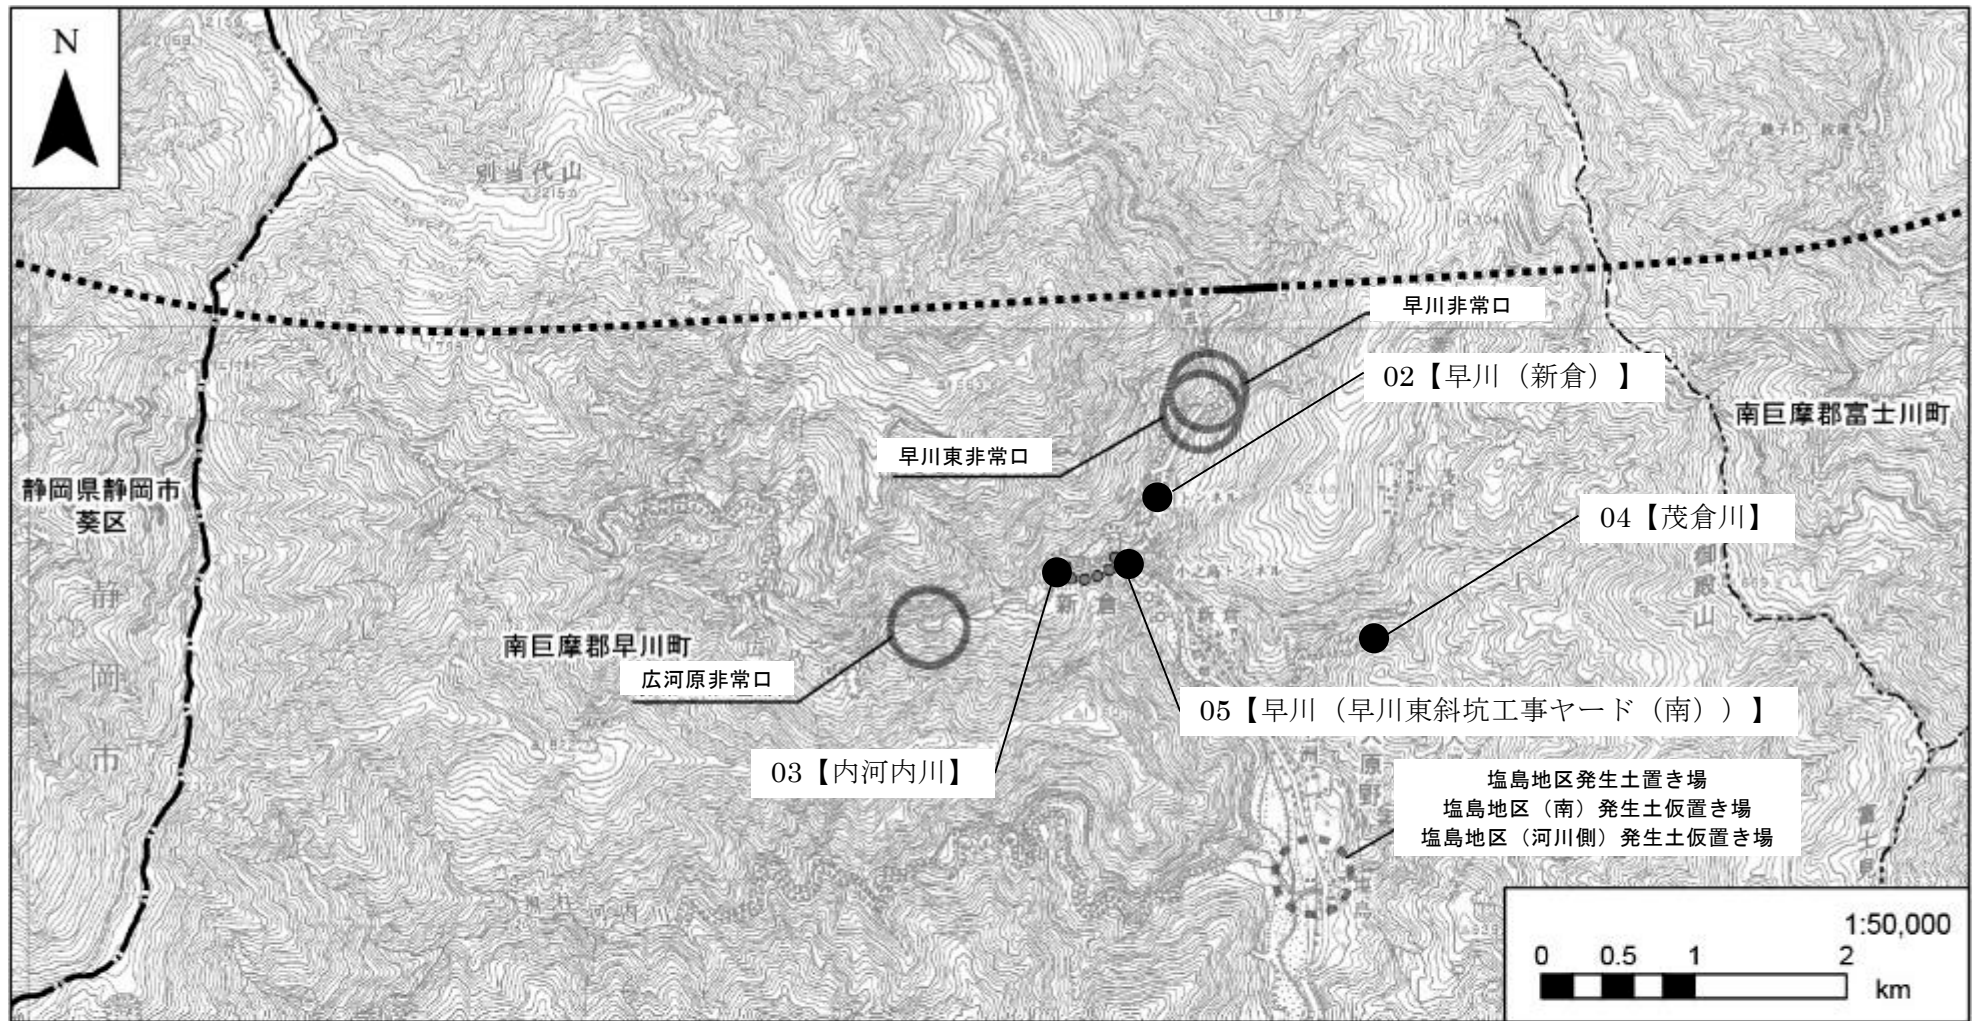 N
別当代山
早川非常口
02【早川（新倉）】
南巨摩郡富士川町
早川東非常口
静岡県静岡市
葵区
04【茂倉川】
小之島トンネル
新倉
御殿山
静岡市
南巨摩郡早川町
広河原非常口
05【早川（早川東斜坑工事ヤード（南））】
03【内河内川】
塩島地区発生土置き場
塩島地区（南）発生土仮置き場
塩島地区（河川側）発生土仮置き場
1:50,000
0 0.5 1 2
km